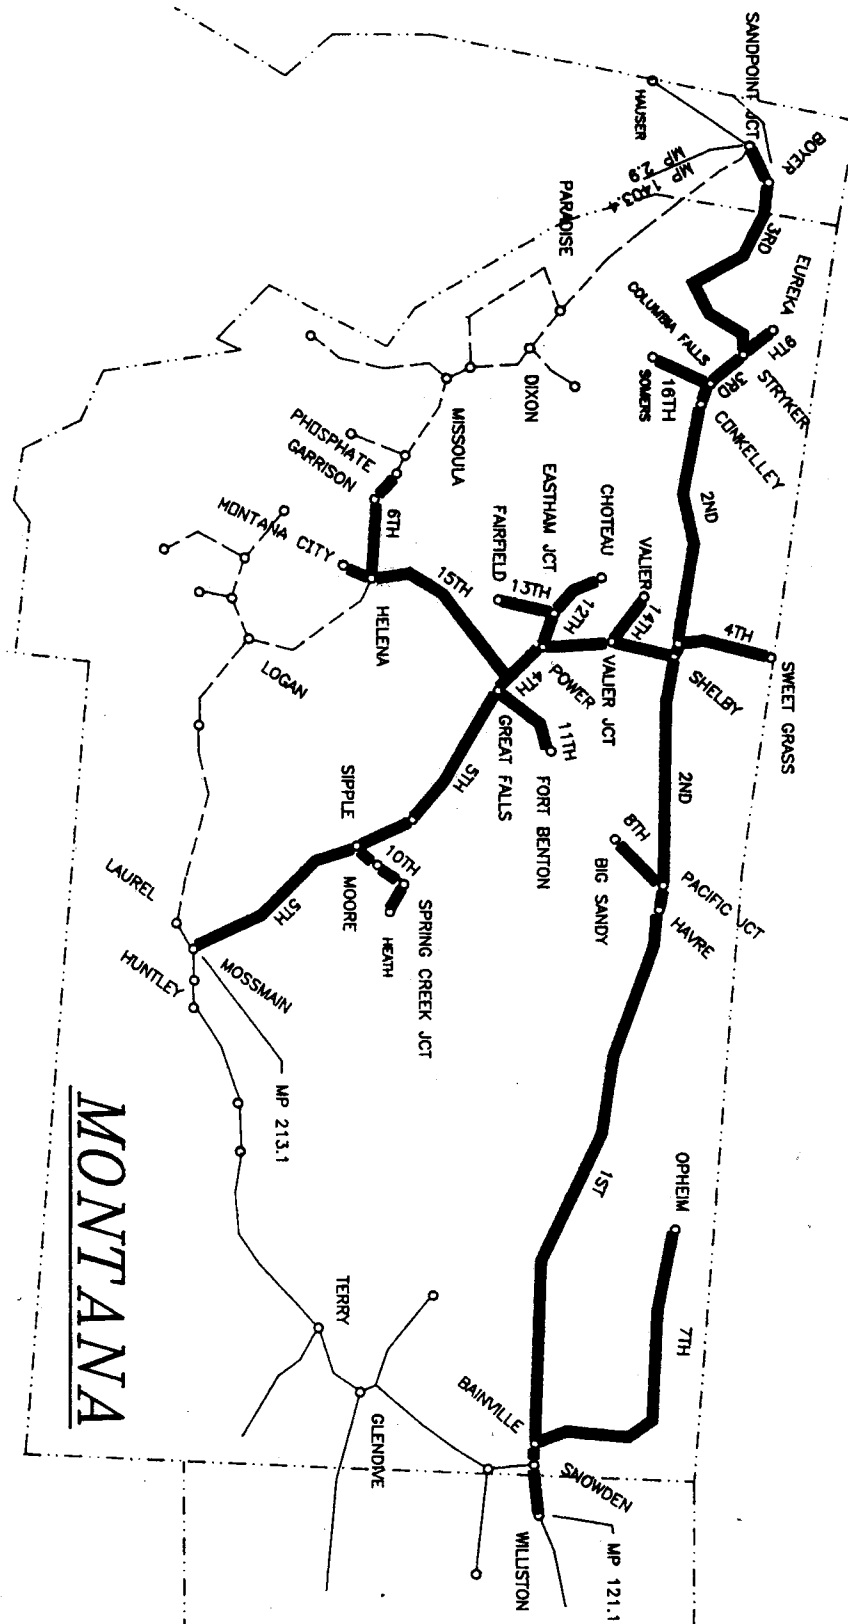 SANDPOINT JCT
BOYER
HAUSER
MP 2.9
MP 1403.4
3RD
PARADISE
EUREKA
9TH
COLUMBIA FALLS
STRYKER
3RD
16TH
SOMERS
CONKELLEY
DIXON
MISSOULA
2ND
PHOSPHATE
GARRISON
6TH
MONTANA CITY
HELENA
15TH
EASTHAM JCT
FAIRFIELD
CHOTEAU
13TH
12TH
VALIER
14TH
4TH
SWEET GRASS
SHELBY
VALIER JCT
POWER
4TH
LOGAN
GREAT FALLS
11TH
FORT BENTON
2ND
5TH
SIPPLE
8TH
BIG SANDY
PACIFIC JCT
HAVRE
10TH
MOORE
SPRING CREEK JCT
HEATH
5TH
LAUREL
MOSSMAIN
HUNTLEY
MP 213.1
1ST
OPHEIM
7TH
TERRY
GLENDIVE
BAINVILLE
SNOWDEN
WILLISTON
MP 121.1
MONTANA